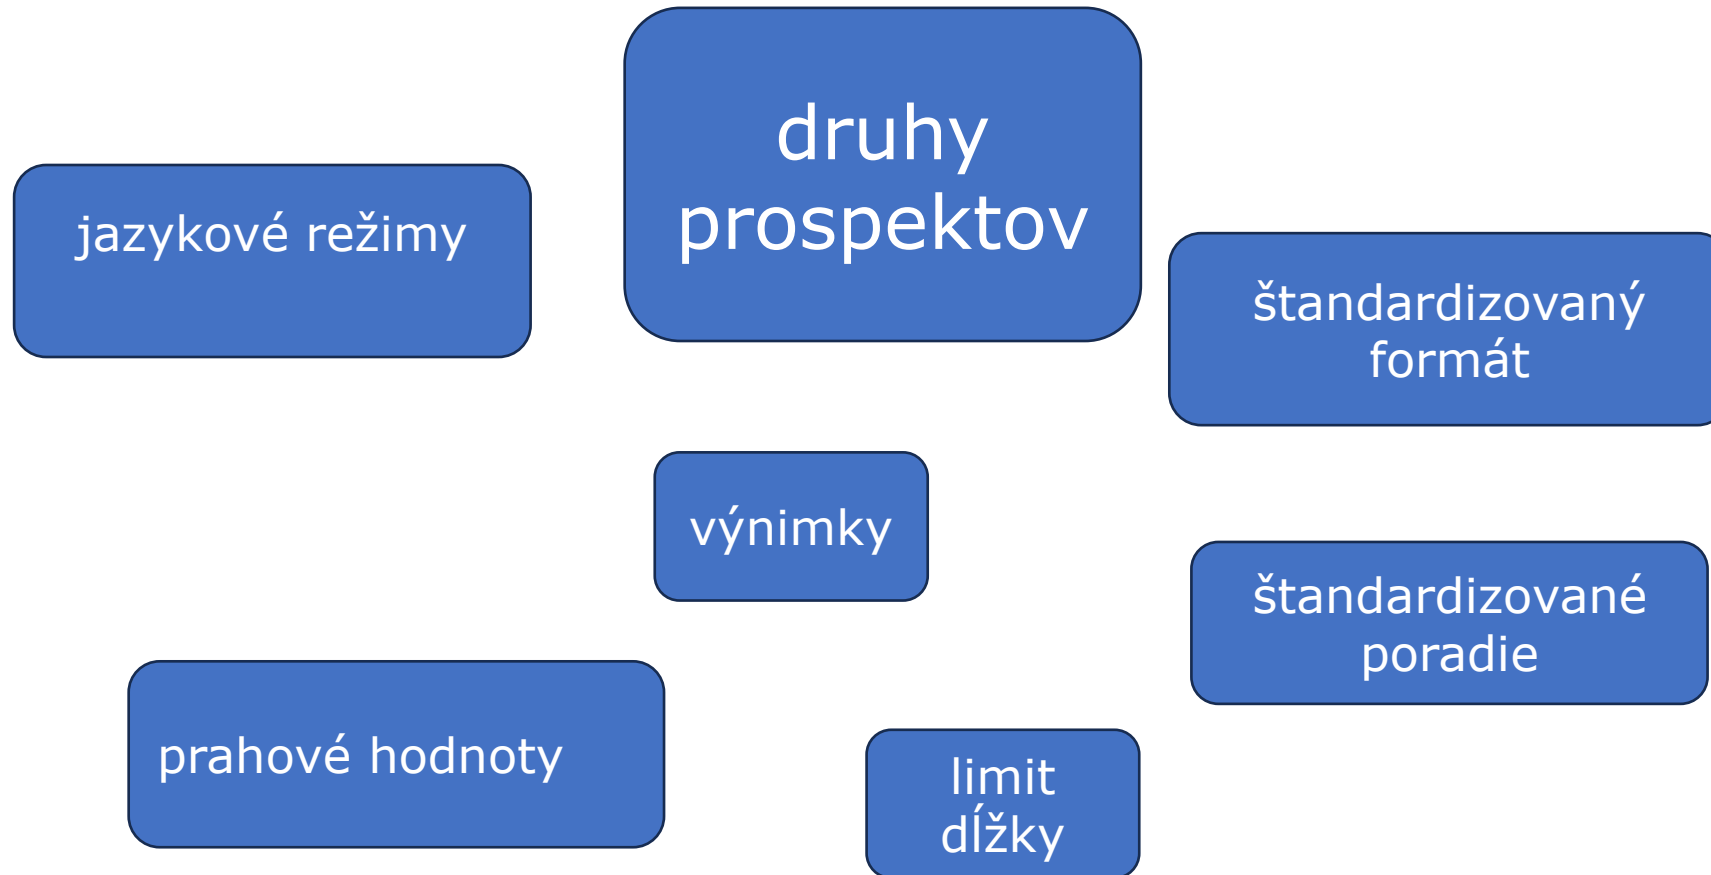 druhy
prospektov
jazykové režimy
štandardizovaný
formát
výnimky
štandardizované
poradie
prahové hodnoty
limit
dĺžky